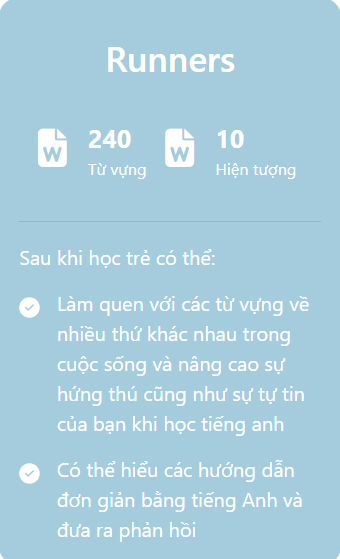 Runners
240
Từ vựng
10
Hiện tượng
Sau khi học trẻ có thể:
Làm quen với các từ vựng về
nhiều thứ khác nhau trong
cuộc sống và nâng cao sự
hứng thú cũng như sự tự tin
của bạn khi học tiếng anh
Có thể hiểu các hướng dẫn
đơn giản bằng tiếng Anh và
đưa ra phản hồi